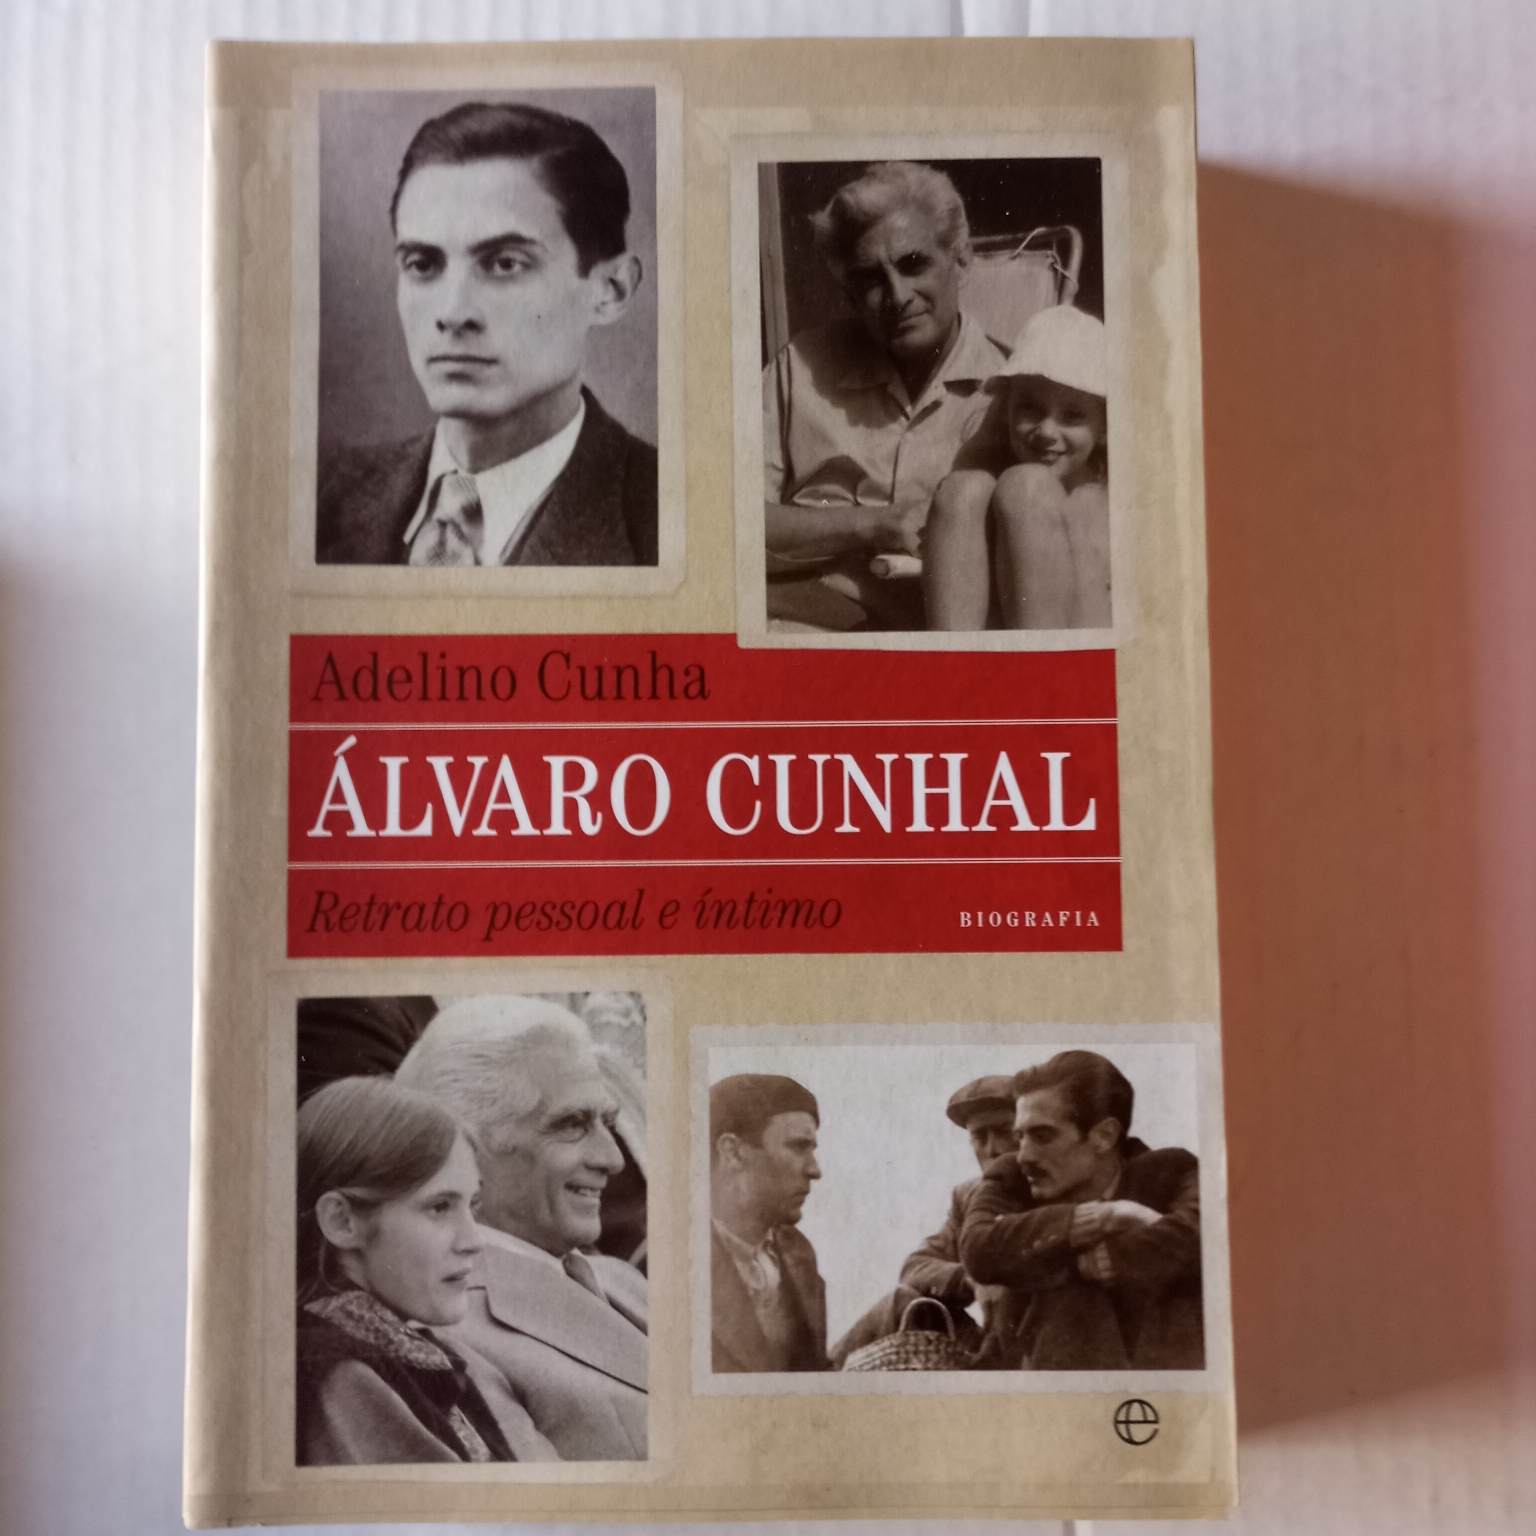 Adelino Cunha
ÁLVARO CUNHAL
Retrato pessoal e íntimo
BIOGRAFIA